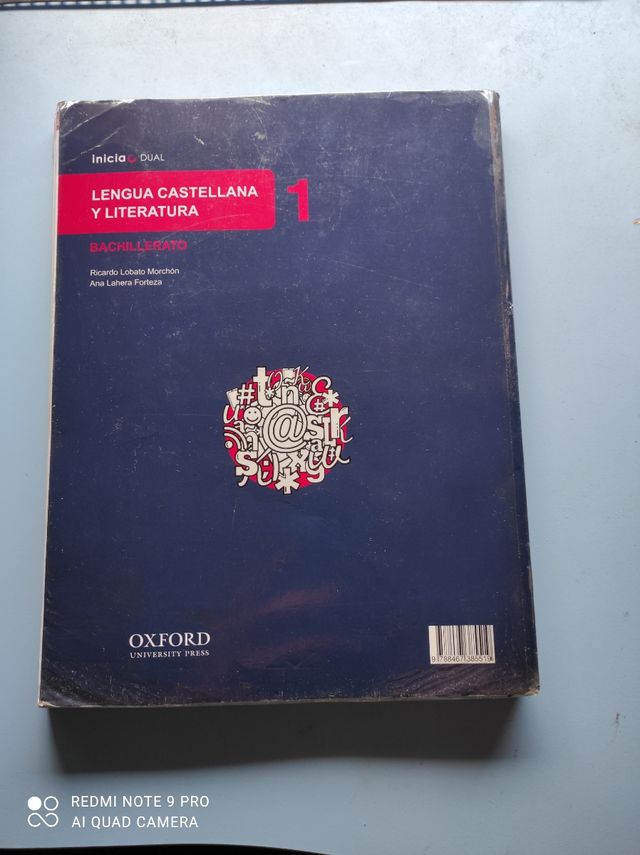 inicia DUAL
LENGUA CASTELLANA
Y LITERATURA
1
BACHILLERATO
Ricardo Lobato Morchón
Ana Lahera Forteza
OXFORD
UNIVERSITY PRESS
9788467385519
REDMI NOTE 9 PRO
AI QUAD CAMERA